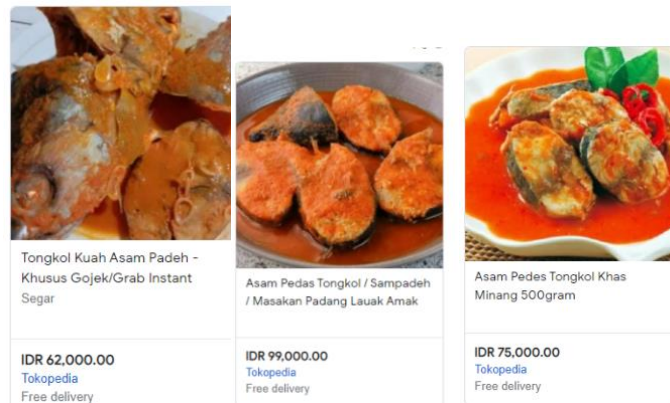 Tongkol Kuah Asam Padeh -
Khusus Gojek/Grab Instant
Segar
IDR 62,000.00
Tokopedia
Free delivery
Asam Pedas Tongkol / Sampadeh
/ Masakan Padang Lauak Amak
IDR 99,000.00
Tokopedia
Free delivery
Asam Pedes Tongkol Khas
Minang 500gram
IDR 75,000.00
Tokopedia
Free delivery